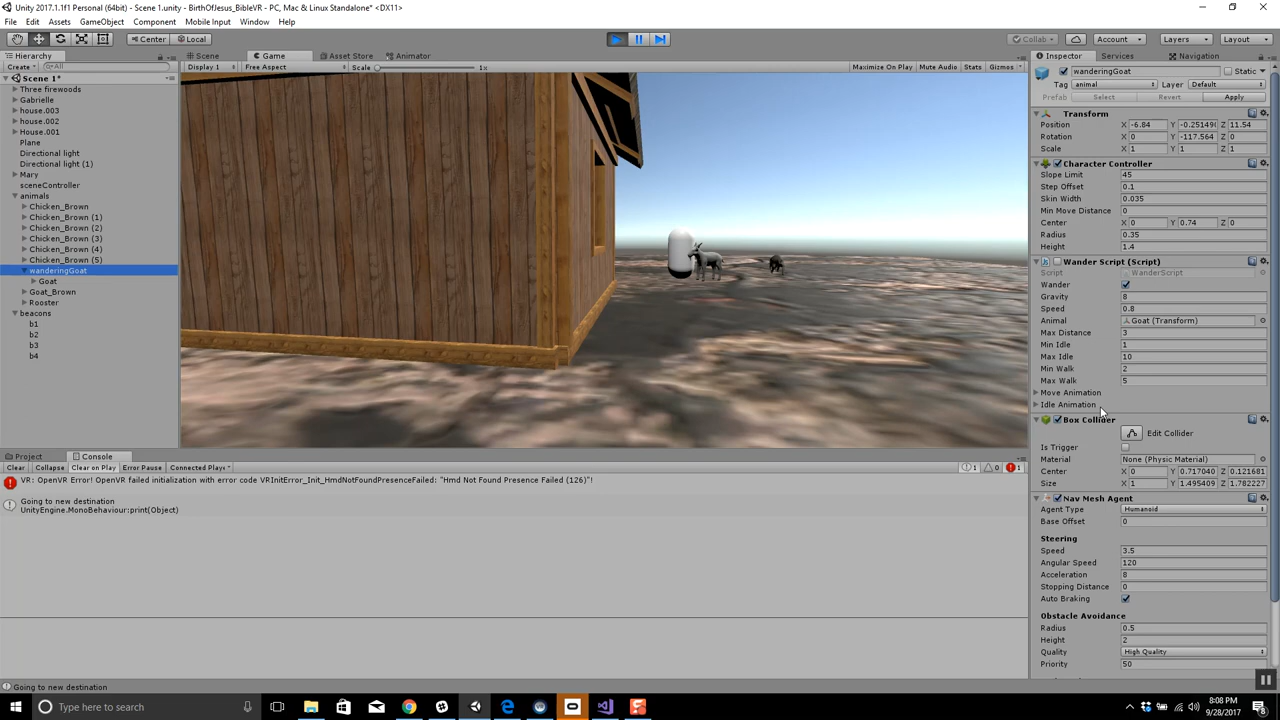 Unity 2017.1.1f1 Personal (64bit) - Scene 1.unity - BirthOfJesus_BibleVR - PC, Mac & Linux Standalone* <DX11>
File Edit Assets GameObject Component Mobile Input Window Help
Center Local Collab Account Layers Layout
Hierarchy Scene Game Asset Store Animator Inspector Services Navigation
Create All Display 1 Free Aspect Scale 1x Maximize On Play Mute Audio Stats Gizmos
wanderingGoat Static
Tag animal Layer Default
Prefab Select Revert Apply
Scene 1*
Three firewoods
Gabrielle
house.003
house.002
House.001
Plane
Directional light
Directional light (1)
Mary
sceneController
animals
Chicken_Brown
Chicken_Brown (1)
Chicken_Brown (2)
Chicken_Brown (3)
Chicken_Brown (4)
Chicken_Brown (5)
wanderingGoat
Goat
Goat_Brown
Rooster
beacons
b1
b2
b3
b4
Transform
Position X -6.84 Y -0.251491 Z 11.54
Rotation X 0 Y -117.564 Z 0
Scale X 1 Y 1 Z 1
Character Controller
Slope Limit 45
Step Offset 0.1
Skin Width 0.035
Min Move Distance 0
Center X 0 Y 0.74 Z 0
Radius 0.35
Height 1.4
Wander Script (Script)
Script WanderScript
Wander
Gravity 8
Speed 0.8
Animal Goat (Transform)
Max Distance 3
Min Idle 1
Max Idle 10
Min Walk 2
Max Walk 5
Move Animation
Idle Animation
Box Collider
Edit Collider
Is Trigger
Material None (Physic Material)
Center X 0 Y 0.717040 Z 0.121681
Size X 1 Y 1.495409 Z 1.782227
Nav Mesh Agent
Agent Type Humanoid
Base Offset 0
Steering
Speed 3.5
Angular Speed 120
Acceleration 8
Stopping Distance 0
Auto Braking
Obstacle Avoidance
Radius 0.5
Height 2
Quality High Quality
Priority 50
Project Console
Clear Collapse Clear on Play Error Pause Connected Player 1 0 1
VR: OpenVR Error! OpenVR failed initialization with error code VRInitError_Init_HmdNotFoundPresenceFailed: "Hmd Not Found Presence Failed (126)"!
Going to new destination
UnityEngine.MonoBehaviour:print(Object)
Going to new destination
Type here to search
8:08 PM
9/28/2017